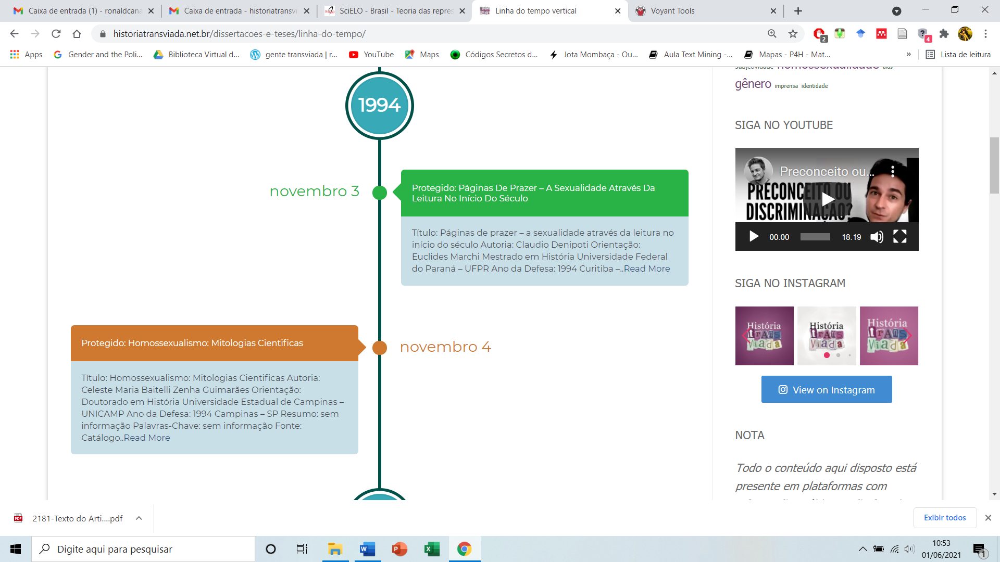 Caixa de entrada (1) - ronaldcana
Caixa de entrada - historiatransvi
SciELO - Brasil - Teoria das repres
Linha do tempo vertical
Voyant Tools
historiatransviada.net.br/dissertacoes-e-teses/linha-do-tempo/
2
4
Apps
Gender and the Poli...
Biblioteca Virtual d...
gente transviada | r...
YouTube
Maps
Códigos Secretos d...
Jota Mombaça - Ou...
Aula Text Mining -...
Mapas - P4H - Mat...
»
Lista de leitura
1994
novembro 3
Protegido: Páginas De Prazer – A Sexualidade Através Da
Leitura No Início Do Século
Título: Páginas de prazer – a sexualidade através da leitura no
início do século Autoria: Claudio Denipoti Orientação:
Euclides Marchi Mestrado em História Universidade Federal
do Paraná – UFPR Ano da Defesa: 1994 Curitiba –..Read More
Protegido: Homossexualismo: Mitologias Cientificas
novembro 4
Título: Homossexualismo: Mitologias Cientificas Autoria:
Celeste Maria Baitelli Zenha Guimarães Orientação:
Doutorado em História Universidade Estadual de Campinas –
UNICAMP Ano da Defesa: 1994 Campinas – SP Resumo: sem
informação Palavras-Chave: sem informação Fonte:
Catálogo..Read More
subjetividade homossexualidade aids
gênero imprensa identidade
SIGA NO YOUTUBE
Preconceito ou...
PRECONCEITO OU
DISCRIMINAÇÃO?
00:00
18:19
SIGA NO INSTAGRAM
História
trans
Viada
História
trans
Viada
História
trans
Viada
View on Instagram
NOTA
Todo o conteúdo aqui disposto está
presente em plataformas com
2181-Texto do Arti....pdf
Exibir todos
Digite aqui para pesquisar
10:53
01/06/2021
1